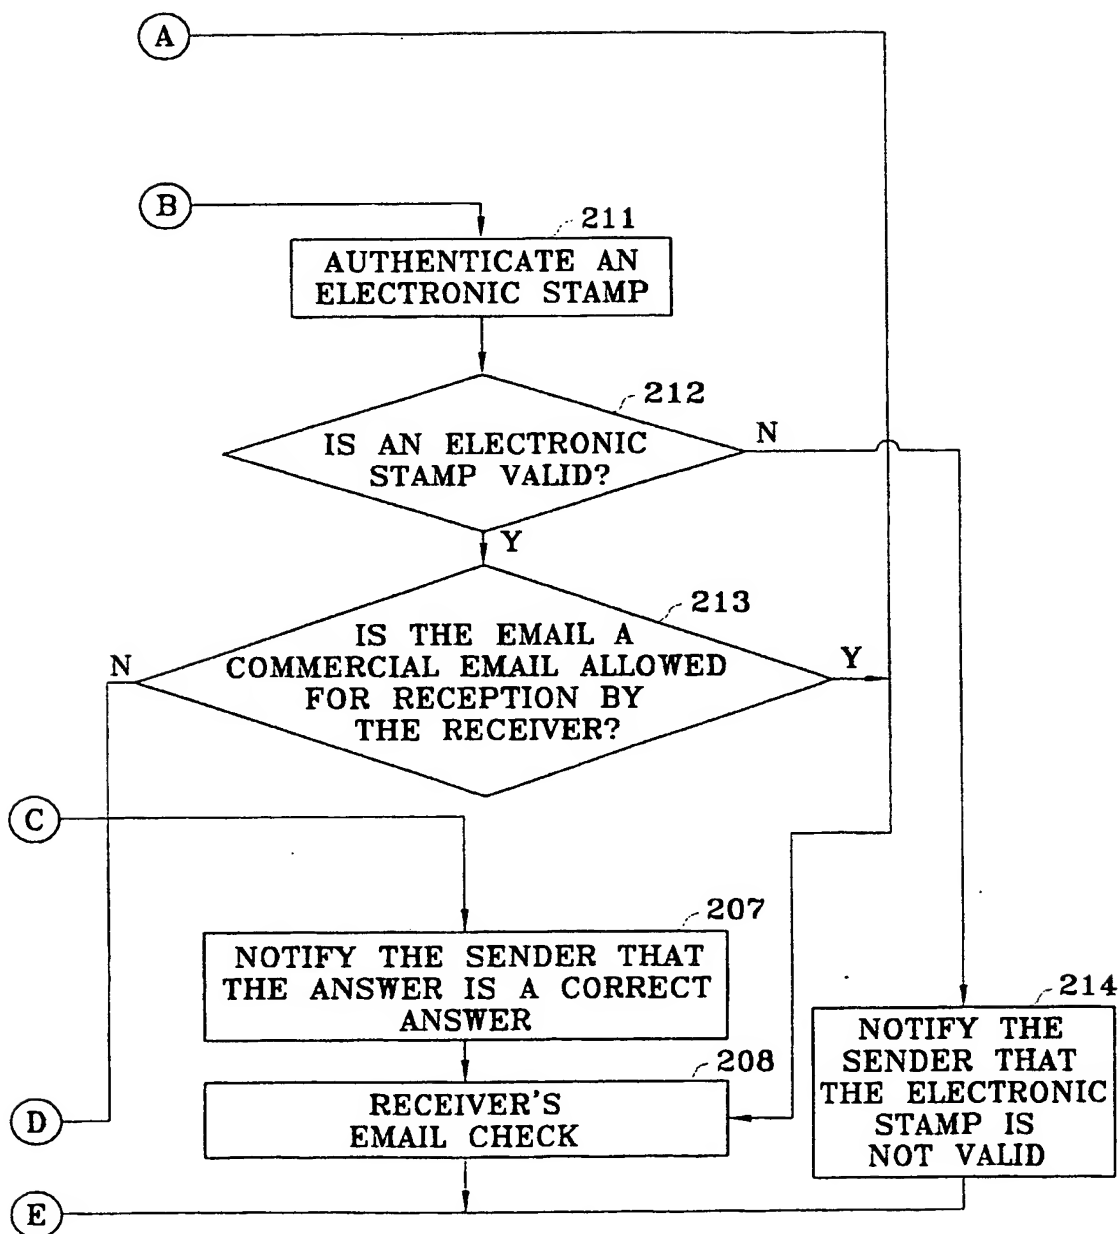 A
B
211
AUTHENTICATE AN
ELECTRONIC STAMP
212
IS AN ELECTRONIC
STAMP VALID?
N
Y
213
IS THE EMAIL A
COMMERCIAL EMAIL ALLOWED
FOR RECEPTION BY
THE RECEIVER?
N
Y
C
207
NOTIFY THE SENDER THAT
THE ANSWER IS A CORRECT
ANSWER
214
NOTIFY THE
SENDER THAT
THE ELECTRONIC
STAMP IS
NOT VALID
208
RECEIVER'S
EMAIL CHECK
D
E